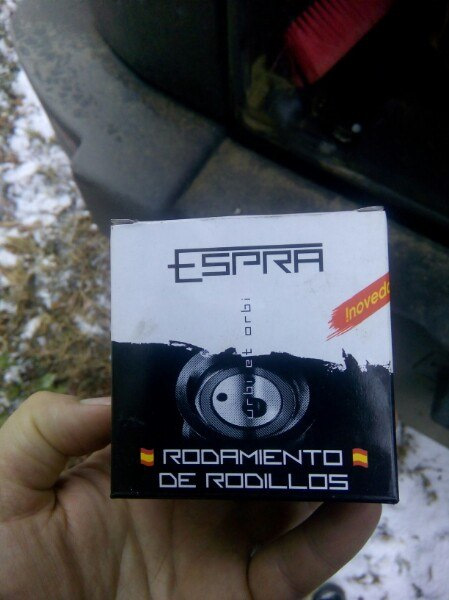 ESPRA
!noved
urbi et orbi
RODAMIENTO
DE RODILLOS